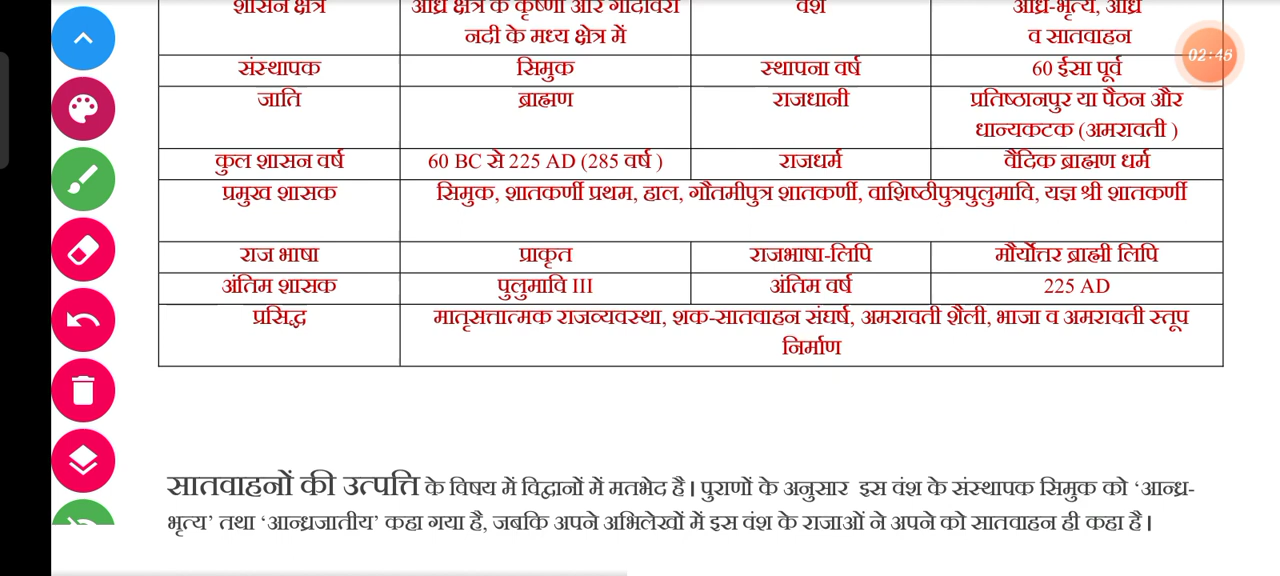 शासन क्षेत्र आंध्र क्षेत्र के कृष्णा और गोदावरी वंश आंध्र-भृत्य, आंध्र
नदी के मध्य क्षेत्र में व सातवाहन
02:48
संस्थापक सिमुक स्थापना वर्ष 60 ईसा पूर्व
जाति ब्राह्मण राजधानी प्रतिष्ठानपुर या पैठन और
धान्यकटक (अमरावती )
कुल शासन वर्ष 60 BC से 225 AD (285 वर्ष ) राजधर्म वैदिक ब्राह्मण धर्म
प्रमुख शासक सिमुक, शातकर्णी प्रथम, हाल, गौतमीपुत्र शातकर्णी, वाशिष्ठीपुत्रपुलुमावि, यज्ञ श्री शातकर्णी
राज भाषा प्राकृत राजभाषा-लिपि मौर्योत्तर ब्राह्मी लिपि
अंतिम शासक पुलुमावि III अंतिम वर्ष 225 AD
प्रसिद्ध मातृसत्तात्मक राजव्यवस्था, शक-सातवाहन संघर्ष, अमरावती शैली, भाजा व अमरावती स्तूप
निर्माण
सातवाहनों की उत्पत्ति के विषय में विद्वानों में मतभेद है। पुराणों के अनुसार इस वंश के संस्थापक सिमुक को ‘आन्ध्र-
भृत्य’ तथा ‘आन्ध्रजातीय’ कहा गया है, जबकि अपने अभिलेखों में इस वंश के राजाओं ने अपने को सातवाहन ही कहा है।